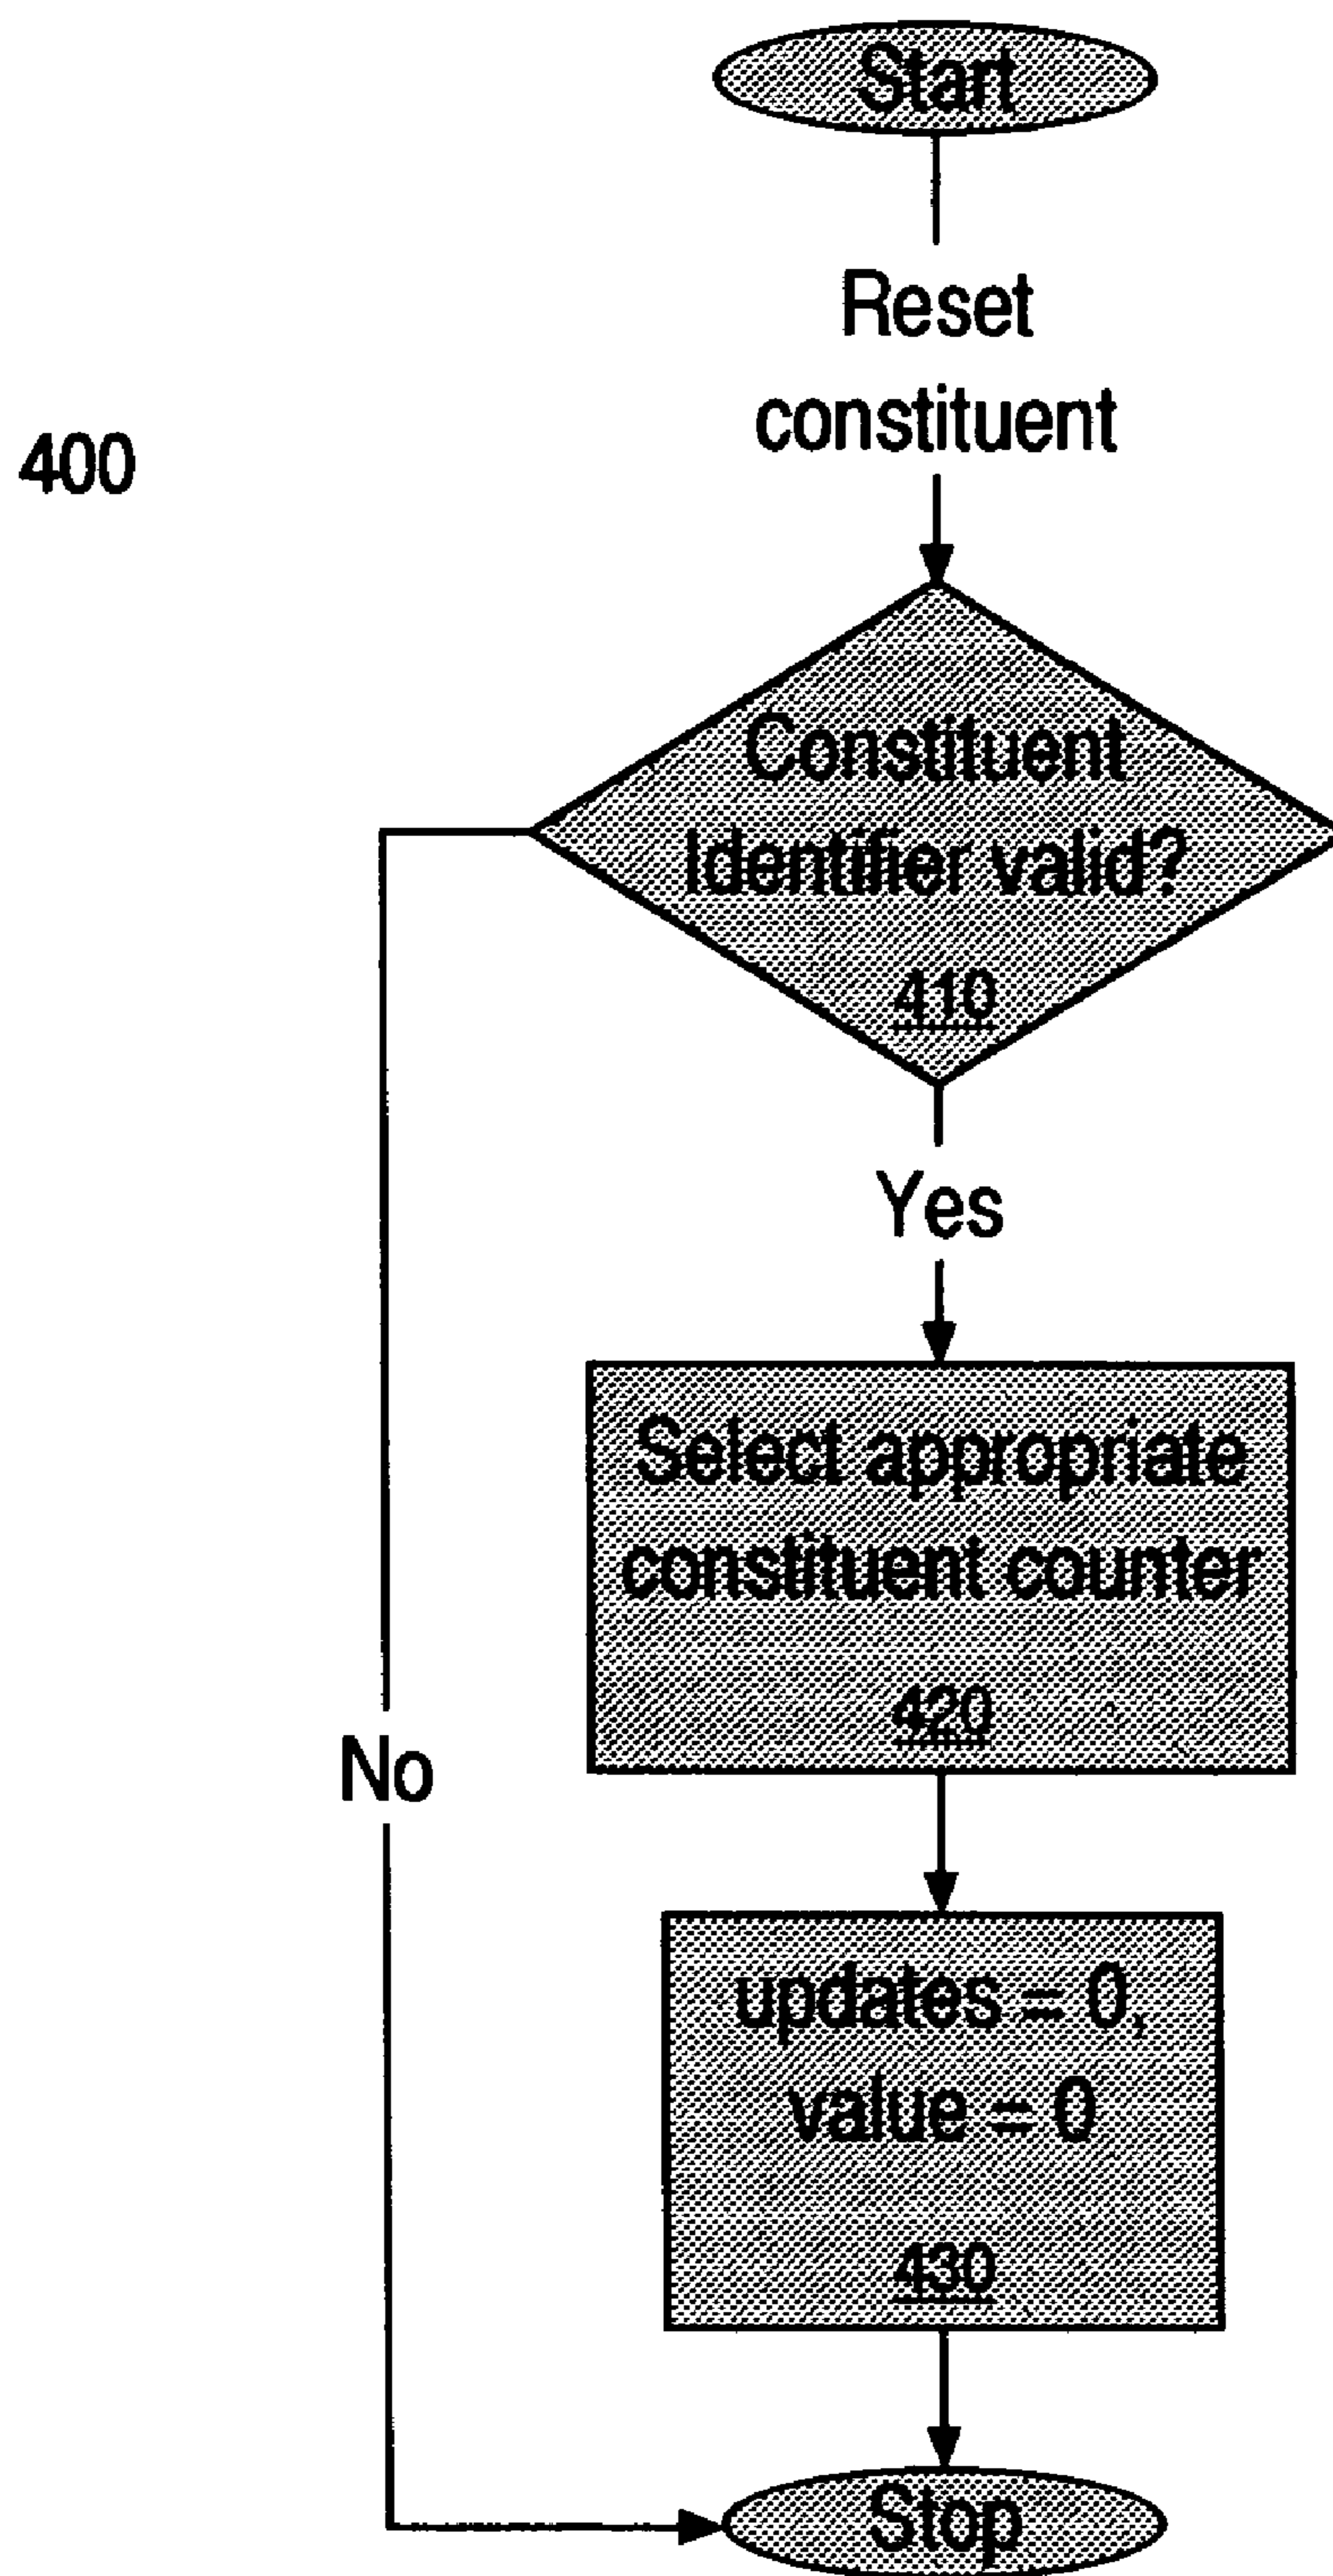 Start
Reset
constituent
400
Constituent
Identifier valid?
410
Yes
Select appropriate
constituent counter
420
No
updates = 0,
value = 0
430
Stop